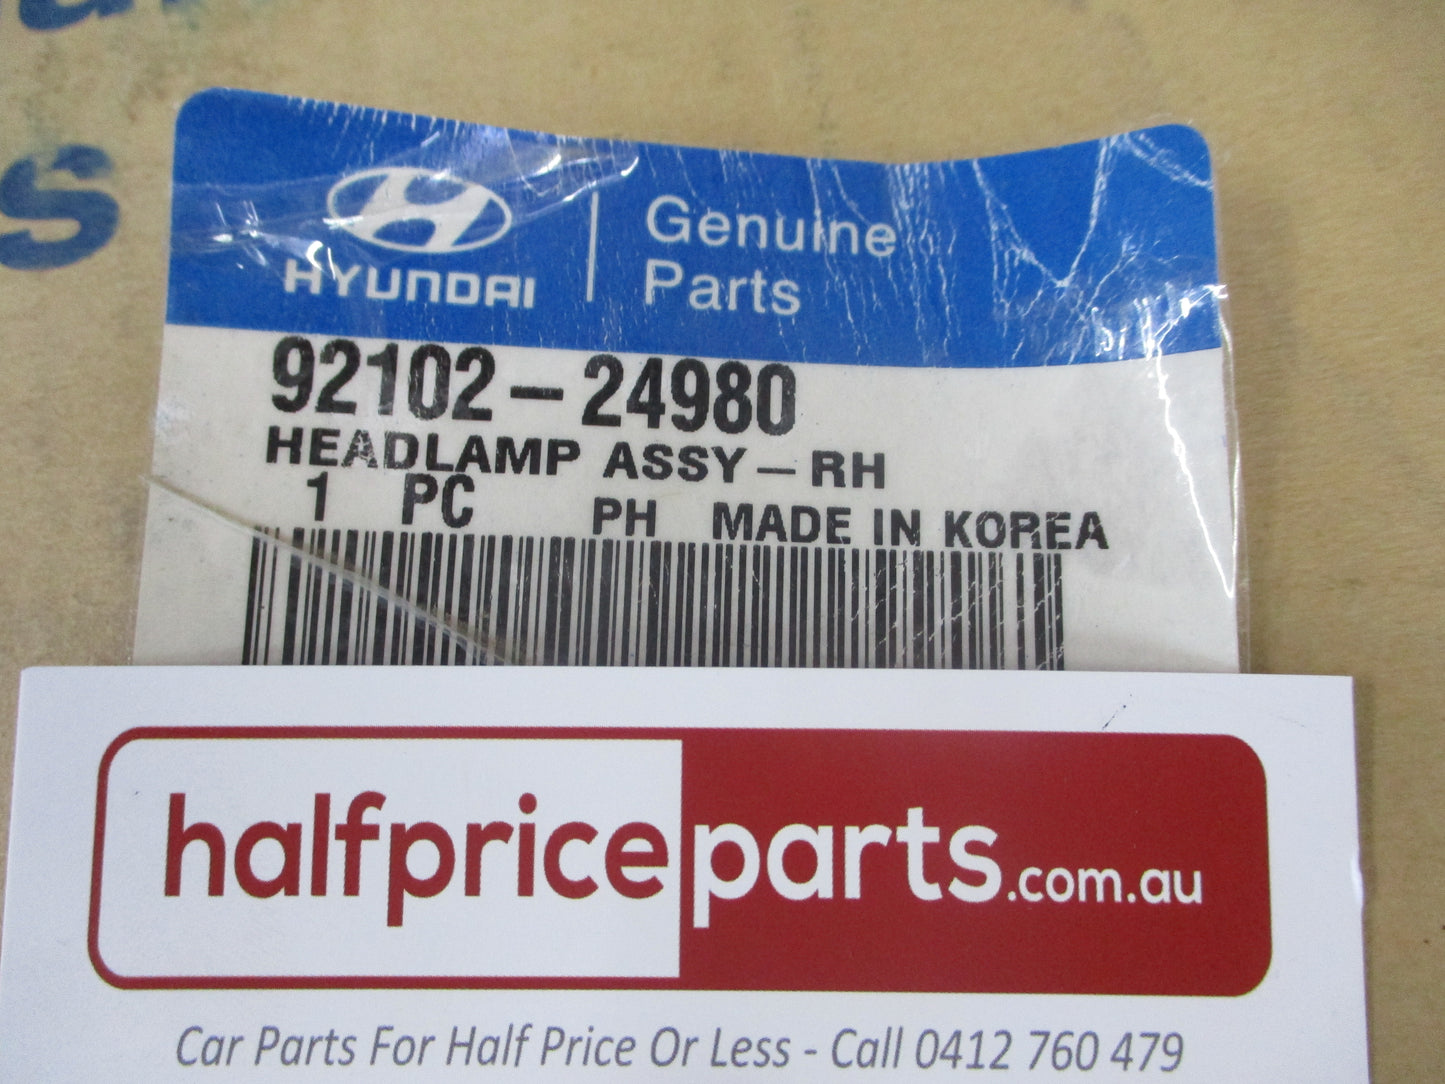 s
HYUNDAI
Genuine
Parts
92102-24980
HEADLAMP ASSY-RH
1 PC PH MADE IN KOREA
halfpriceparts.com.au
Car Parts For Half Price Or Less - Call 0412 760 479